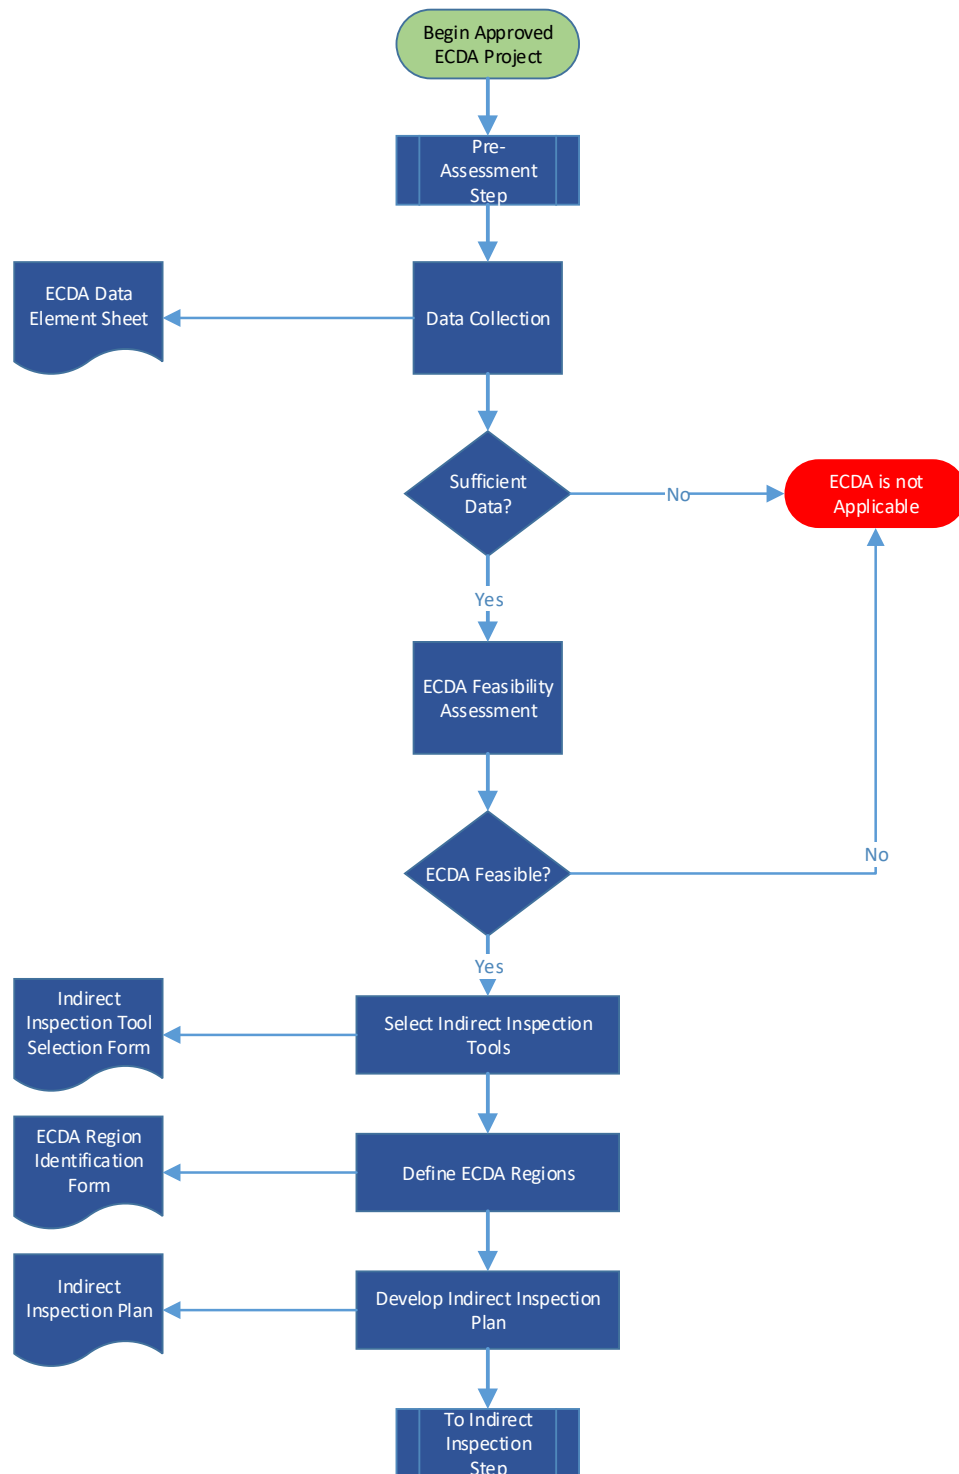 Begin Approved
ECDA Project
Pre-
Assessment
Step
ECDA Data
Element Sheet
Data Collection
Sufficient
Data?
No
ECDA is not
Applicable
Yes
ECDA Feasibility
Assessment
ECDA Feasible?
No
Yes
Indirect
Inspection Tool
Selection Form
Select Indirect Inspection
Tools
ECDA Region
Identification
Form
Define ECDA Regions
Indirect
Inspection Plan
Develop Indirect Inspection
Plan
To Indirect
Inspection
Step